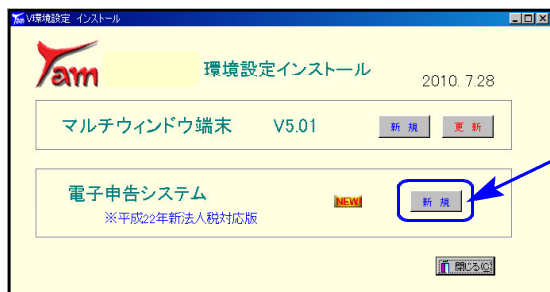 V環境設定 インストール
Tam
環境設定インストール
2010. 7.28
マルチウィンドウ端末 V5.01 新 規 更 新
電子申告システム NEW! 新 規
※平成22年新法人税対応版
閉じる(C)